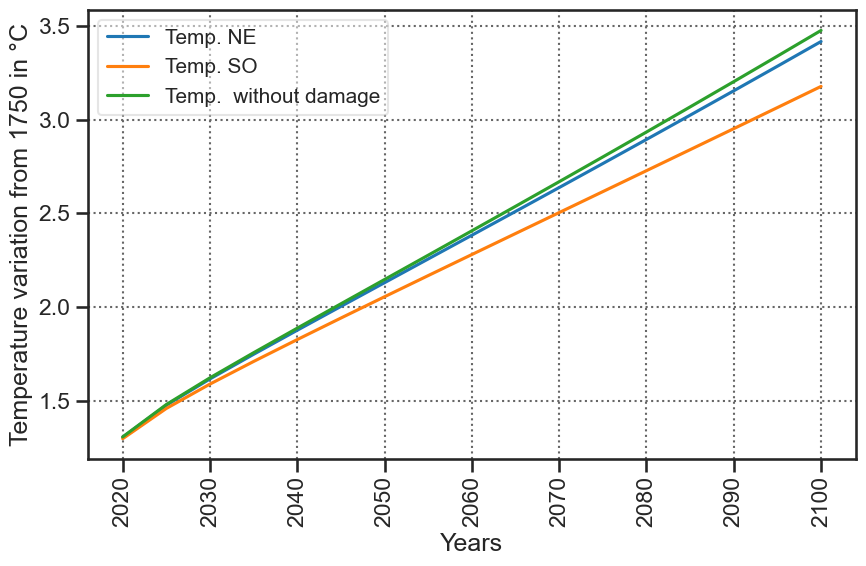 Temperature variation from 1750 in °C
3.5
3.0
2.5
2.0
1.5
Temp. NE
Temp. SO
Temp.  without damage
2020
2030
2040
2050
2060
2070
2080
2090
2100
Years